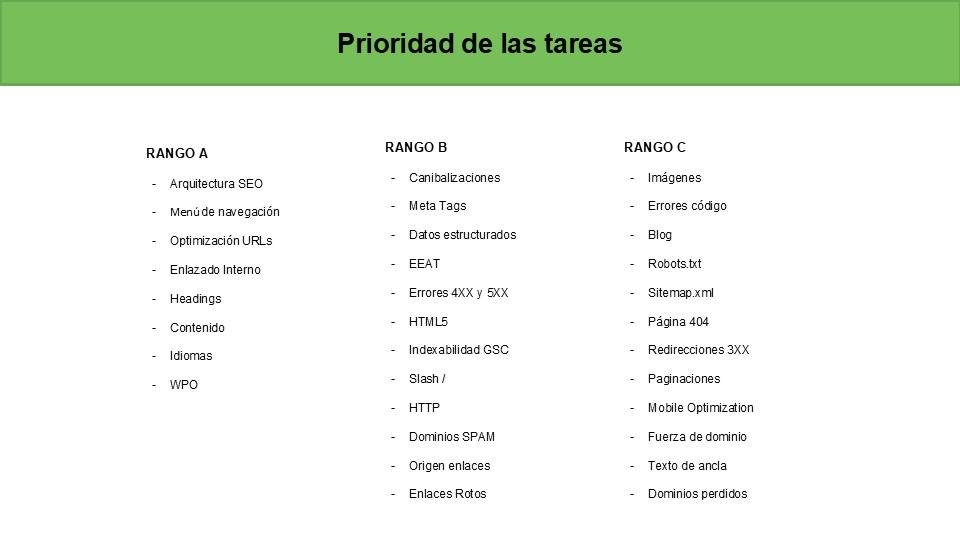 Prioridad de las tareas
RANGO A
- Arquitectura SEO
- Menú de navegación
- Optimización URLs
- Enlazado Interno
- Headings
- Contenido
- Idiomas
- WPO
RANGO B
- Canibalizaciones
- Meta Tags
- Datos estructurados
- EEAT
- Errores 4XX y 5XX
- HTML5
- Indexabilidad GSC
- Slash /
- HTTP
- Dominios SPAM
- Origen enlaces
- Enlaces Rotos
RANGO C
- Imágenes
- Errores código
- Blog
- Robots.txt
- Sitemap.xml
- Página 404
- Redirecciones 3XX
- Paginaciones
- Mobile Optimization
- Fuerza de dominio
- Texto de ancla
- Dominios perdidos